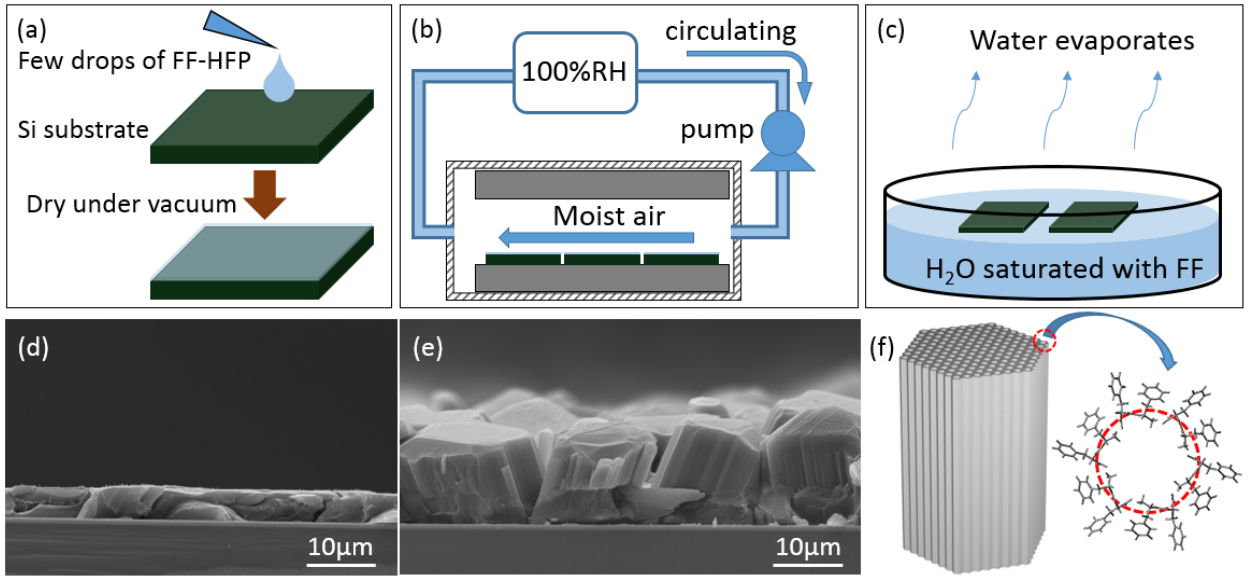 (a)
Few drops of FF-HFP
Si substrate
Dry under vacuum
(b)
circulating
100%RH
pump
Moist air
(c)
Water evaporates
H₂O saturated with FF
(d)
10μm
(e)
10μm
(f)